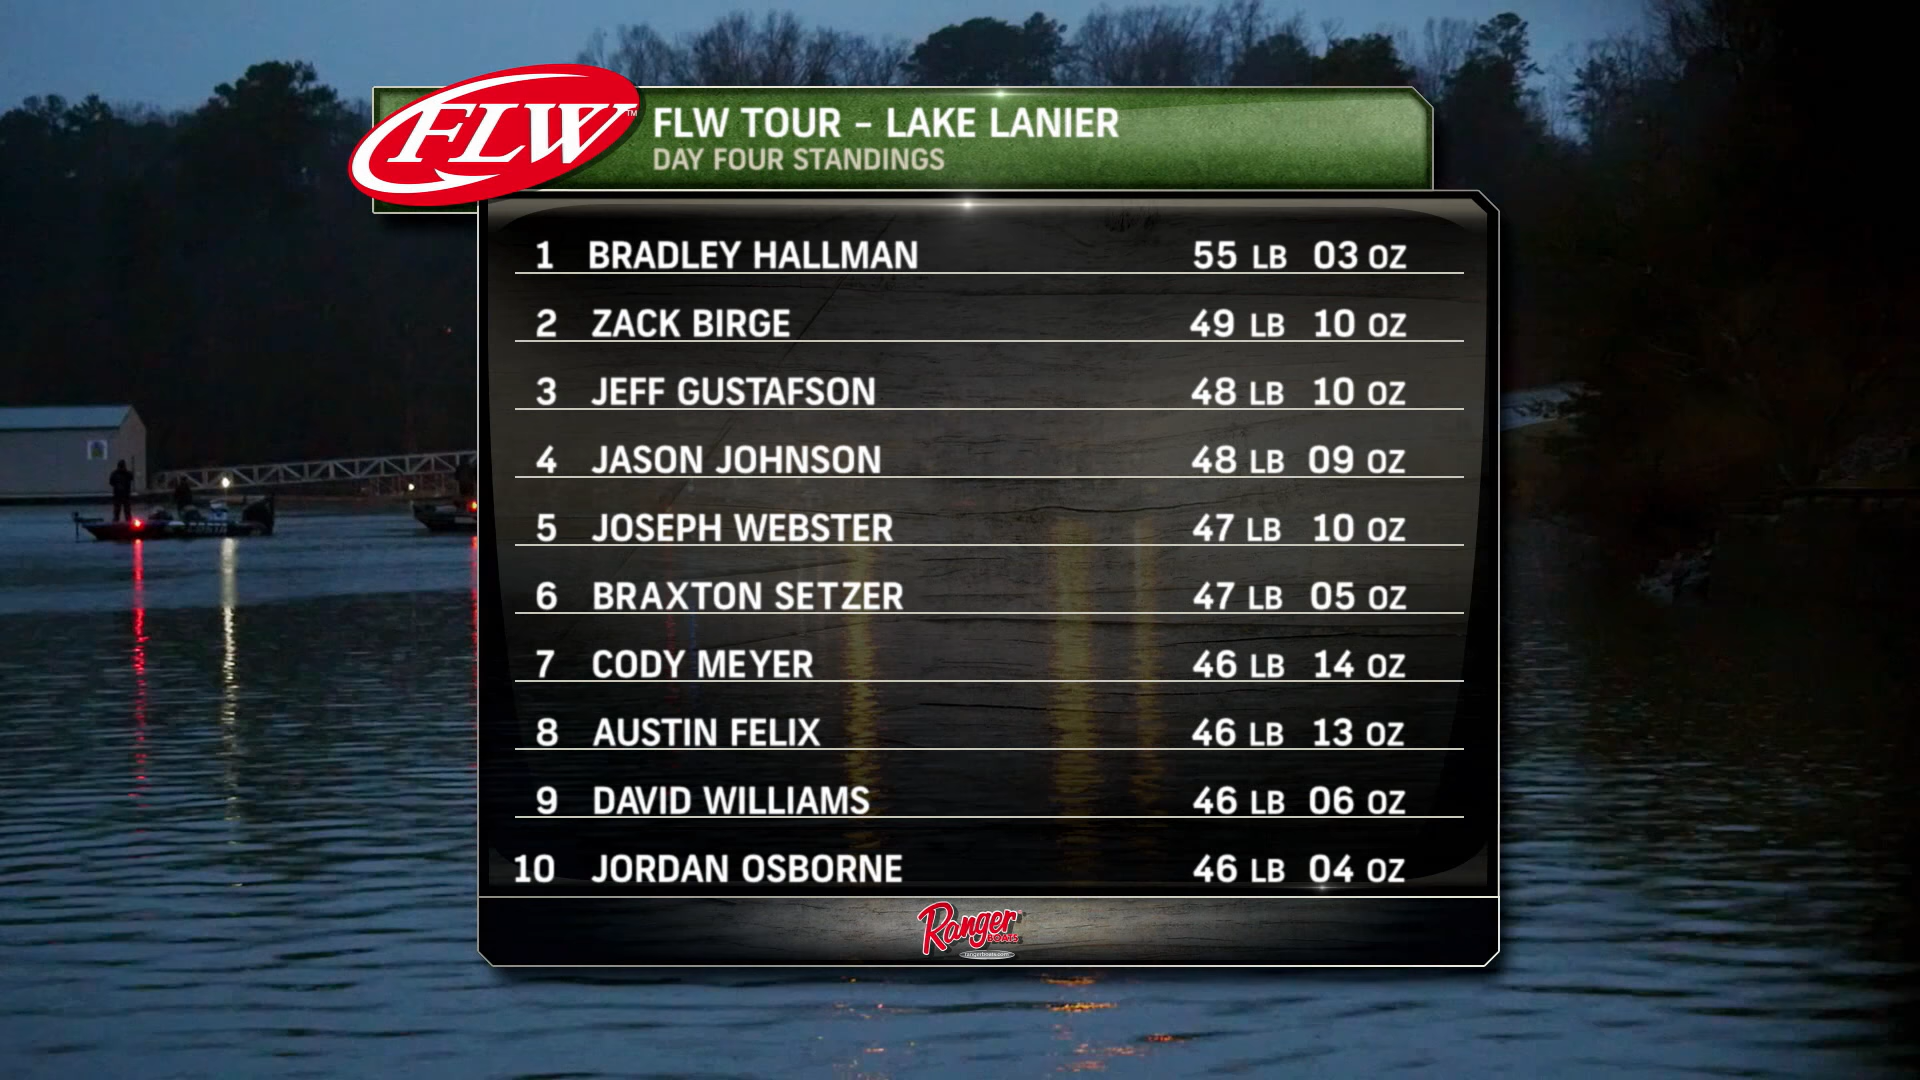 FLW™
FLW TOUR – LAKE LANIER
DAY FOUR STANDINGS
1 BRADLEY HALLMAN 55 LB 03 OZ
2 ZACK BIRGE 49 LB 10 OZ
3 JEFF GUSTAFSON 48 LB 10 OZ
4 JASON JOHNSON 48 LB 09 OZ
5 JOSEPH WEBSTER 47 LB 10 OZ
6 BRAXTON SETZER 47 LB 05 OZ
7 CODY MEYER 46 LB 14 OZ
8 AUSTIN FELIX 46 LB 13 OZ
9 DAVID WILLIAMS 46 LB 06 OZ
10 JORDAN OSBORNE 46 LB 04 OZ
Ranger
BOATS
rangerboats.com